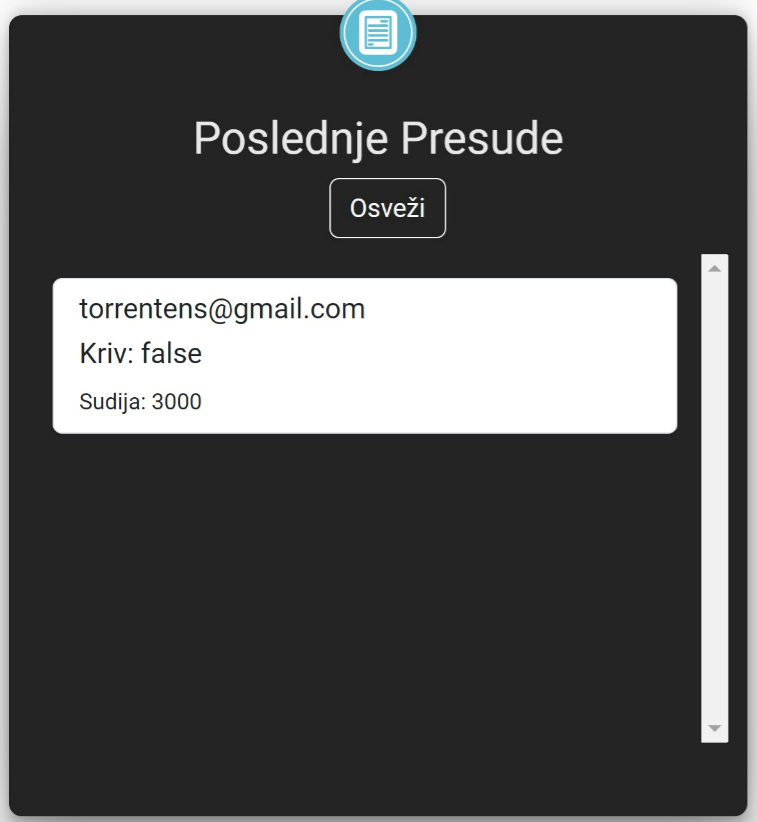 Poslednje Presude
Osveži
torrentens@gmail.com
Kriv: false
Sudija: 3000